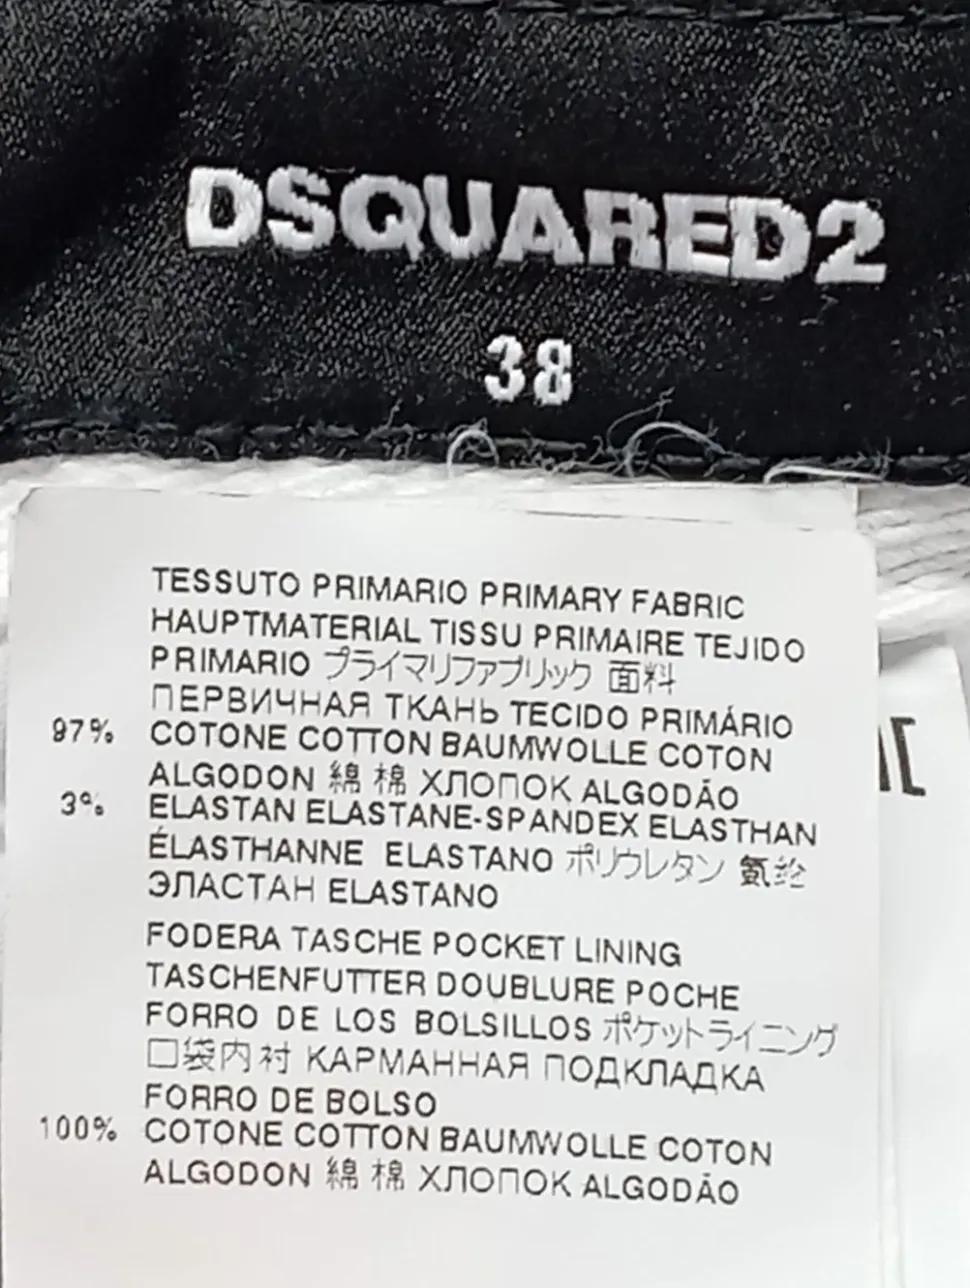 DSQUARED2
38
TESSUTO PRIMARIO PRIMARY FABRIC
HAUPTMATERIAL TISSU PRIMAIRE TEJIDO
PRIMARIO プライマリファブリック 面料
ПЕРВИЧНАЯ ТКАНЬ TECIDO PRIMÁRIO
97% COTONE COTTON BAUMWOLLE COTON
ALGODON 綿 棉 ХЛОПОК ALGODÃO
3% ELASTAN ELASTANE-SPANDEX ELASTHAN
ÉLASTHANNE ELASTANO ポリウレタン 氨纶
ЭЛАСТАН ELASTANO
FODERA TASCHE POCKET LINING
TASCHENFUTTER DOUBLURE POCHE
FORRO DE LOS BOLSILLOS ポケットライニング
口袋内衬 КАРМАННАЯ ПОДКЛАДКА
FORRO DE BOLSO
100% COTONE COTTON BAUMWOLLE COTON
ALGODON 綿 棉 ХЛОПОК ALGODÃO